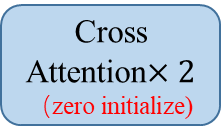 Cross
Attention× 2
（zero initialize)